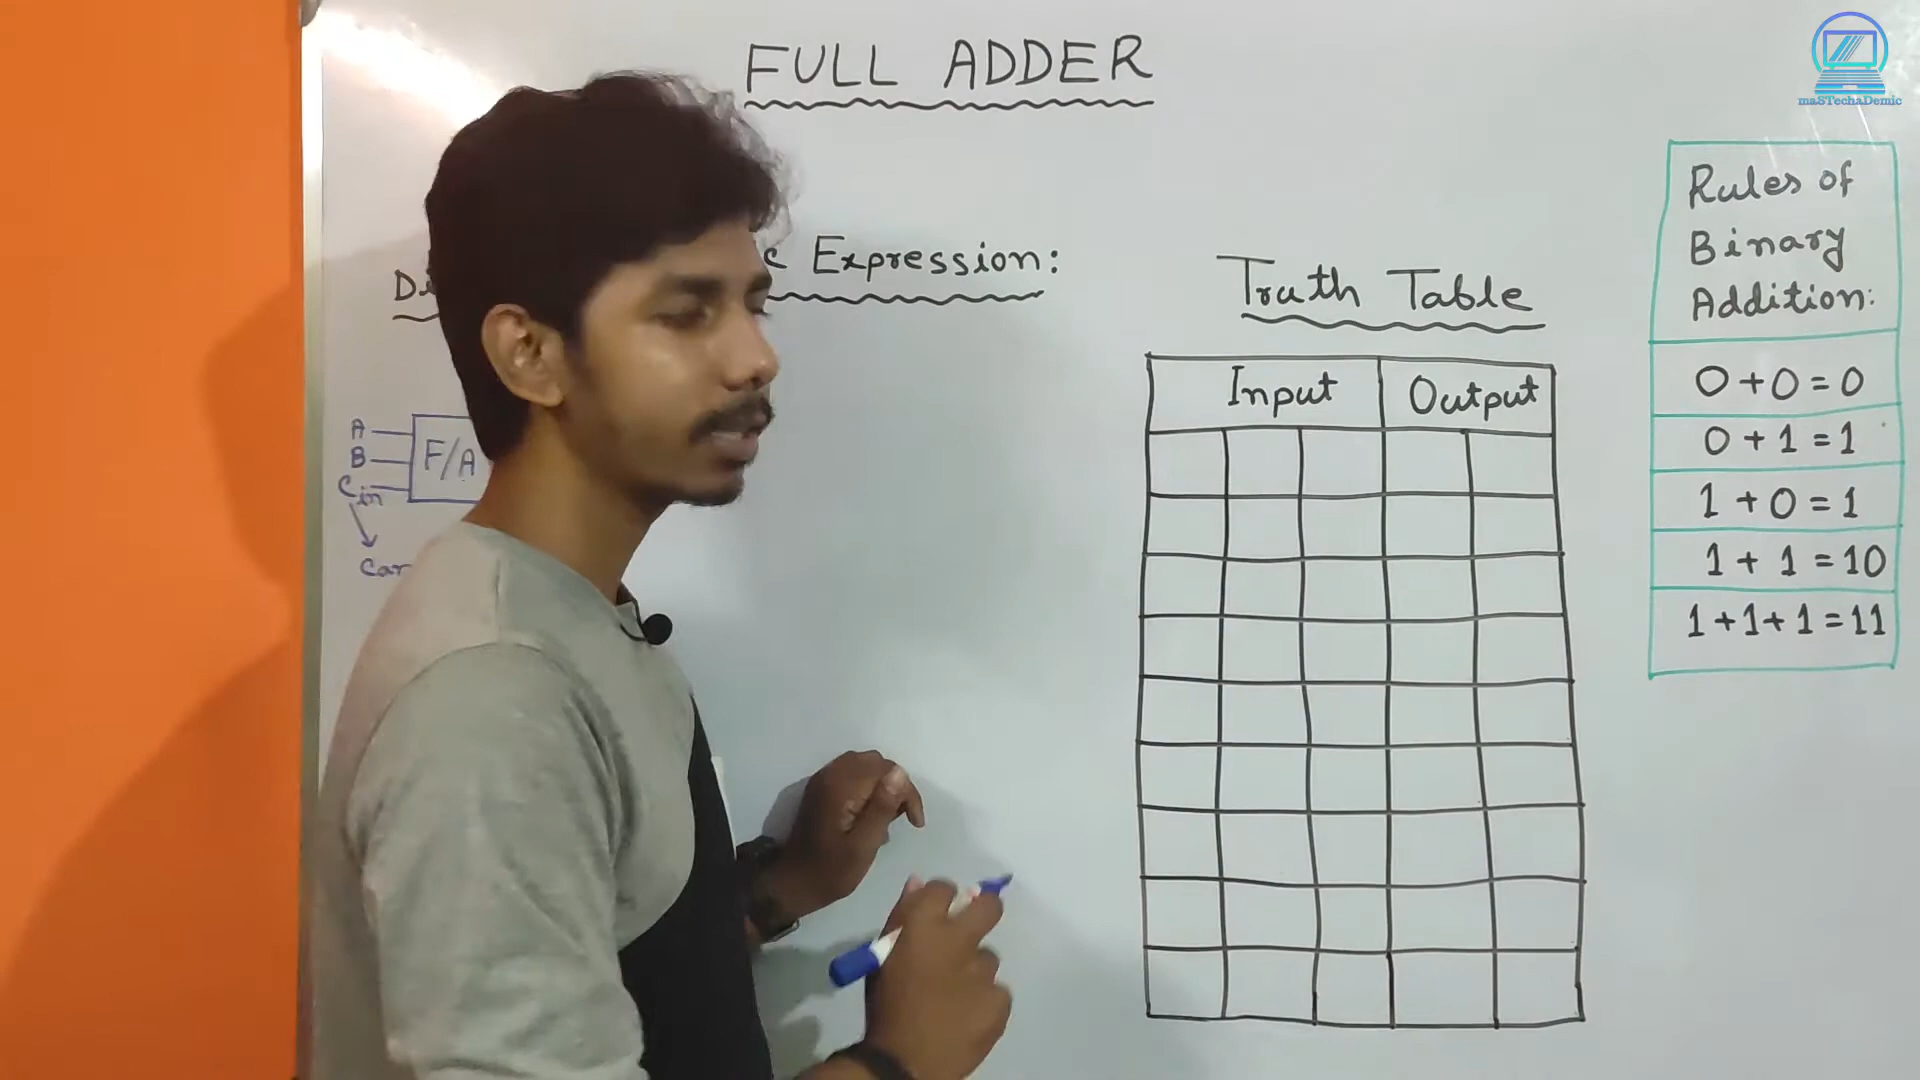 FULL ADDER
Expression:
A
B
Cin
F/A
Truth Table
Input Output
Rules of
Binary
Addition:
0+0=0
0+1=1
1+0=1
1+1=10
1+1+1=11
maSTechaDemic